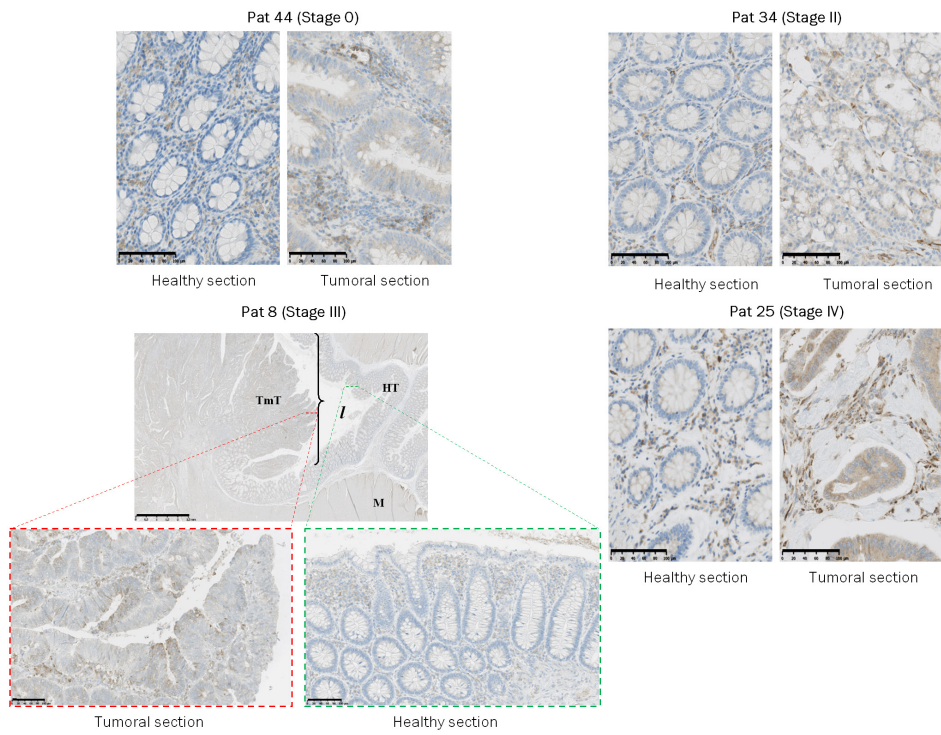 Pat 44 (Stage 0)
Pat 34 (Stage II)
Healthy section
Tumoral section
Healthy section
Tumoral section
Pat 8 (Stage III)
Pat 25 (Stage IV)
TmT
HT
l
M
Healthy section
Tumoral section
Tumoral section
Healthy section